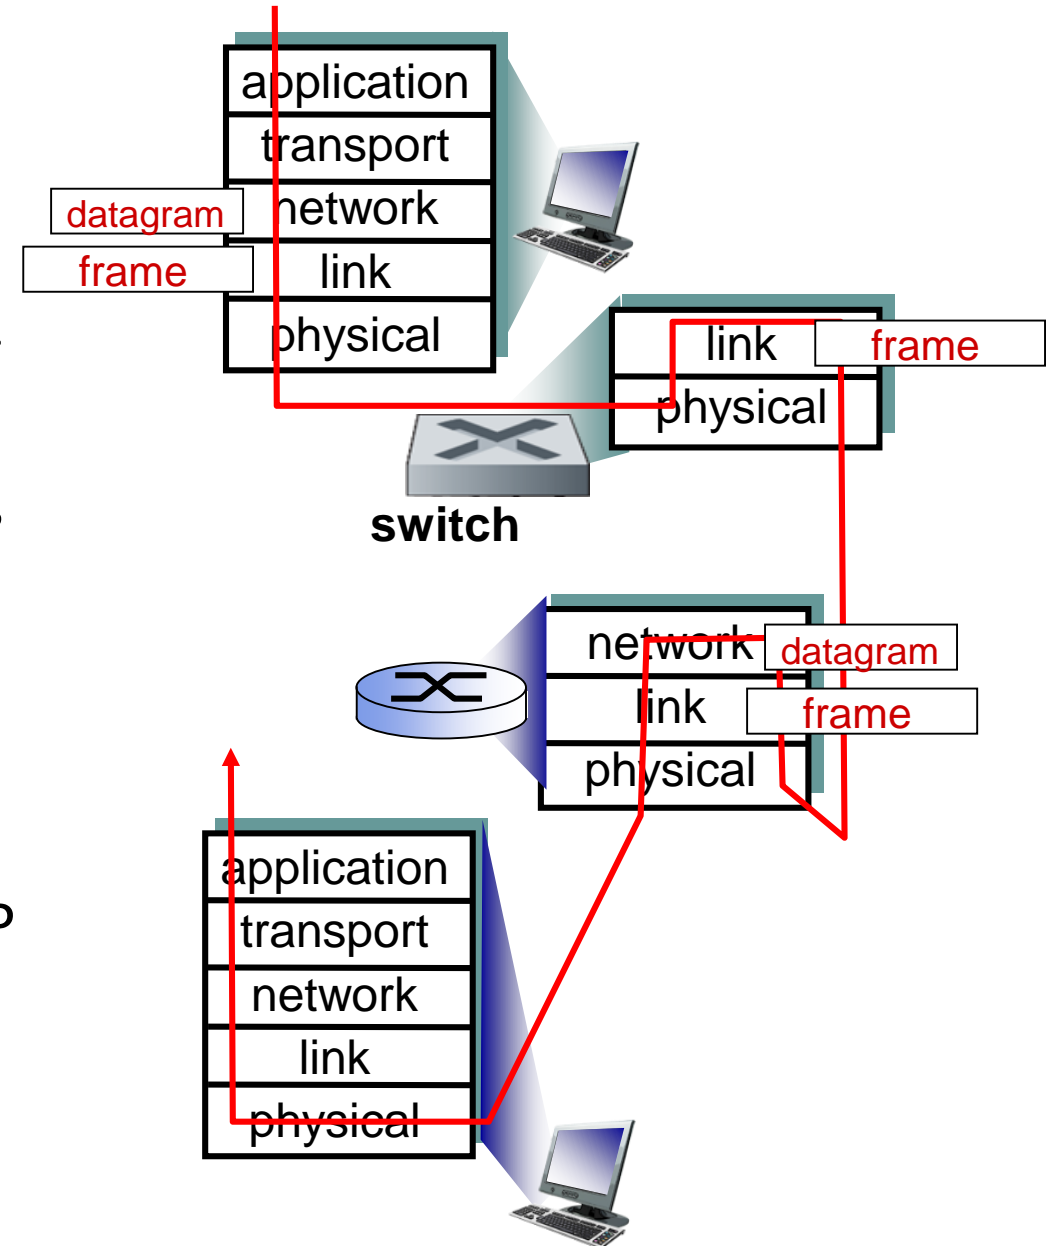 application
transport
datagram
network
frame
link
physical
link
frame
physical
switch
network
datagram
link
frame
physical
application
transport
network
link
physical